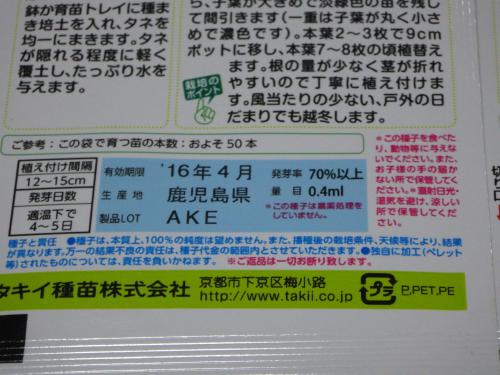 鉢か育苗トレイに種ま
き培土を入れ、タネを
均一にまきます。タネ
が隠れる程度に軽く
覆土し、たっぷり水を
与えます。
ら、子葉が大きめで淡緑色の苗を残し
て間引きます(一重は子葉が丸く小さ
めで濃色です)。本葉2〜3枚で9cm
ポットに移し、本葉7〜8枚の頃植替え
ます。根の量が少なく茎が折れ
やすいので丁寧に植え付けま
す。風当たりの少ない、戸外の日
だまりでも越冬します。
栽培の
ポイント
ご参考:この袋で育つ苗の本数:およそ50本
植え付け間隔
12〜15cm
発芽日数
適温下で
4〜5日
有効期限 '16年4月 発芽率 70%以上
生産地 鹿児島県 量目 0.4ml
製品LOT AKE
●この種子は農薬処理を
していません。
●この種子を食べた
り、動物等に与え
ないでください。また、
お子様の手の届か
ない所で保管してく
ださい。●直射日光・
湿気を避け、涼しい
所で保管してくださ
い。
種子と責任 ●種子は、本質上、100%の純度は望めません。また、播種後の栽培条件、天候等により、結果
が異なります。万一の結果不良の責任は、種子代金の範囲内とさせていただきます。●独自に加工(ペレット
等)されたものについては、責任を負いかねます。 ※ご返品は一切お断り致します。
タキイ種苗株式会社
京都市下京区梅小路
http://www.takii.co.jp
プラ
P:PET,PE